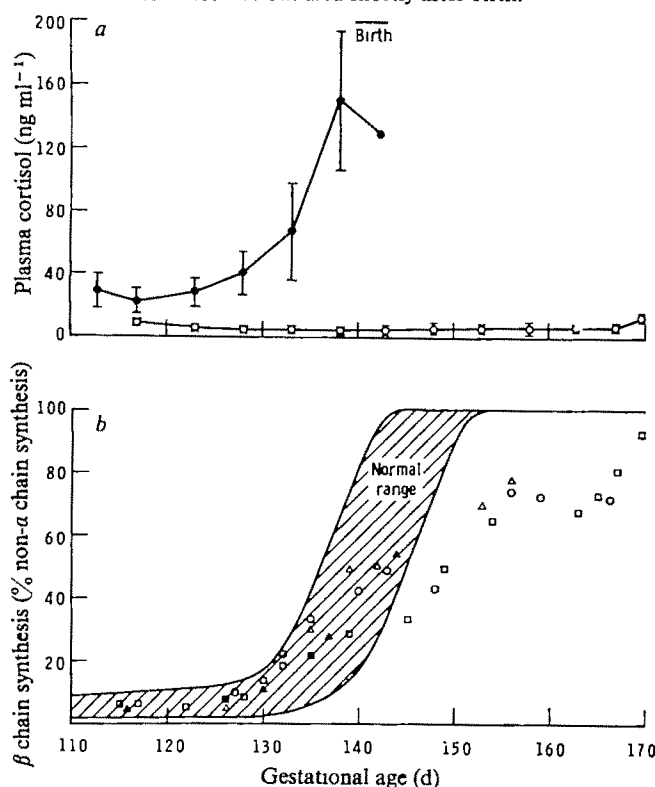 a
Birth
Plasma cortisol (ng ml⁻¹)
200
160
120
80
40
0
b
Normal
range
β chain synthesis (% non-α chain synthesis)
100
80
60
40
20
110 120 130 140 150 160 170
Gestational age (d)